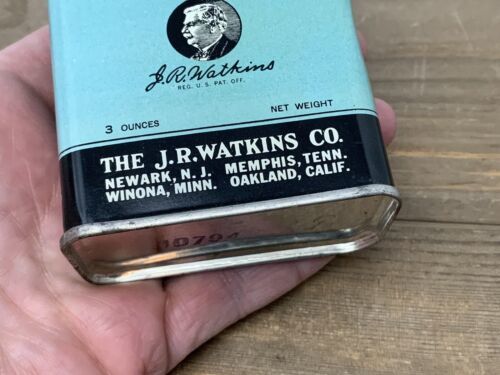 J.R. Watkins
REG. U. S. PAT. OFF.
3 OUNCES NET WEIGHT
THE J.R. WATKINS CO.
NEWARK, N. J. MEMPHIS, TENN.
WINONA, MINN. OAKLAND, CALIF.